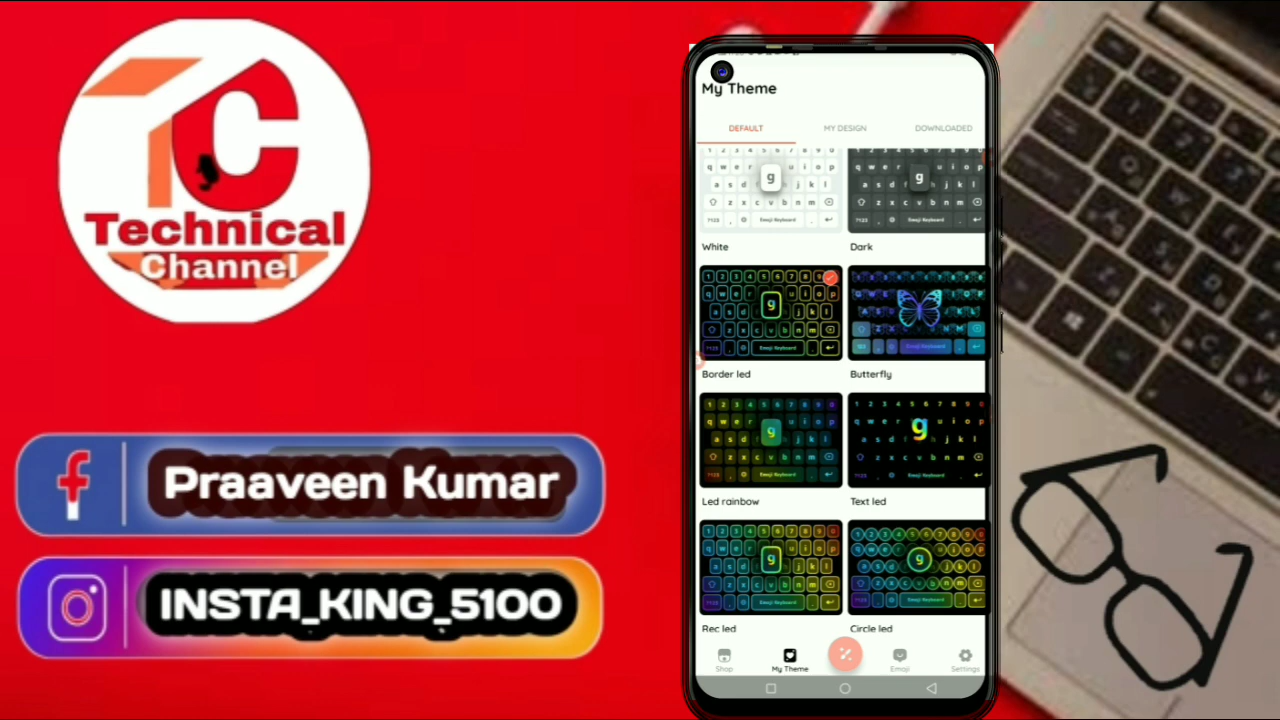 TC
Technical
Channel
Praaveen Kumar
INSTA_KING_5100
My Theme
DEFAULT
MY DESIGN
DOWNLOADED
White
Dark
Border led
Butterfly
Led rainbow
Text led
Rec led
Circle led
Shop
My Theme
Emoji
Settings